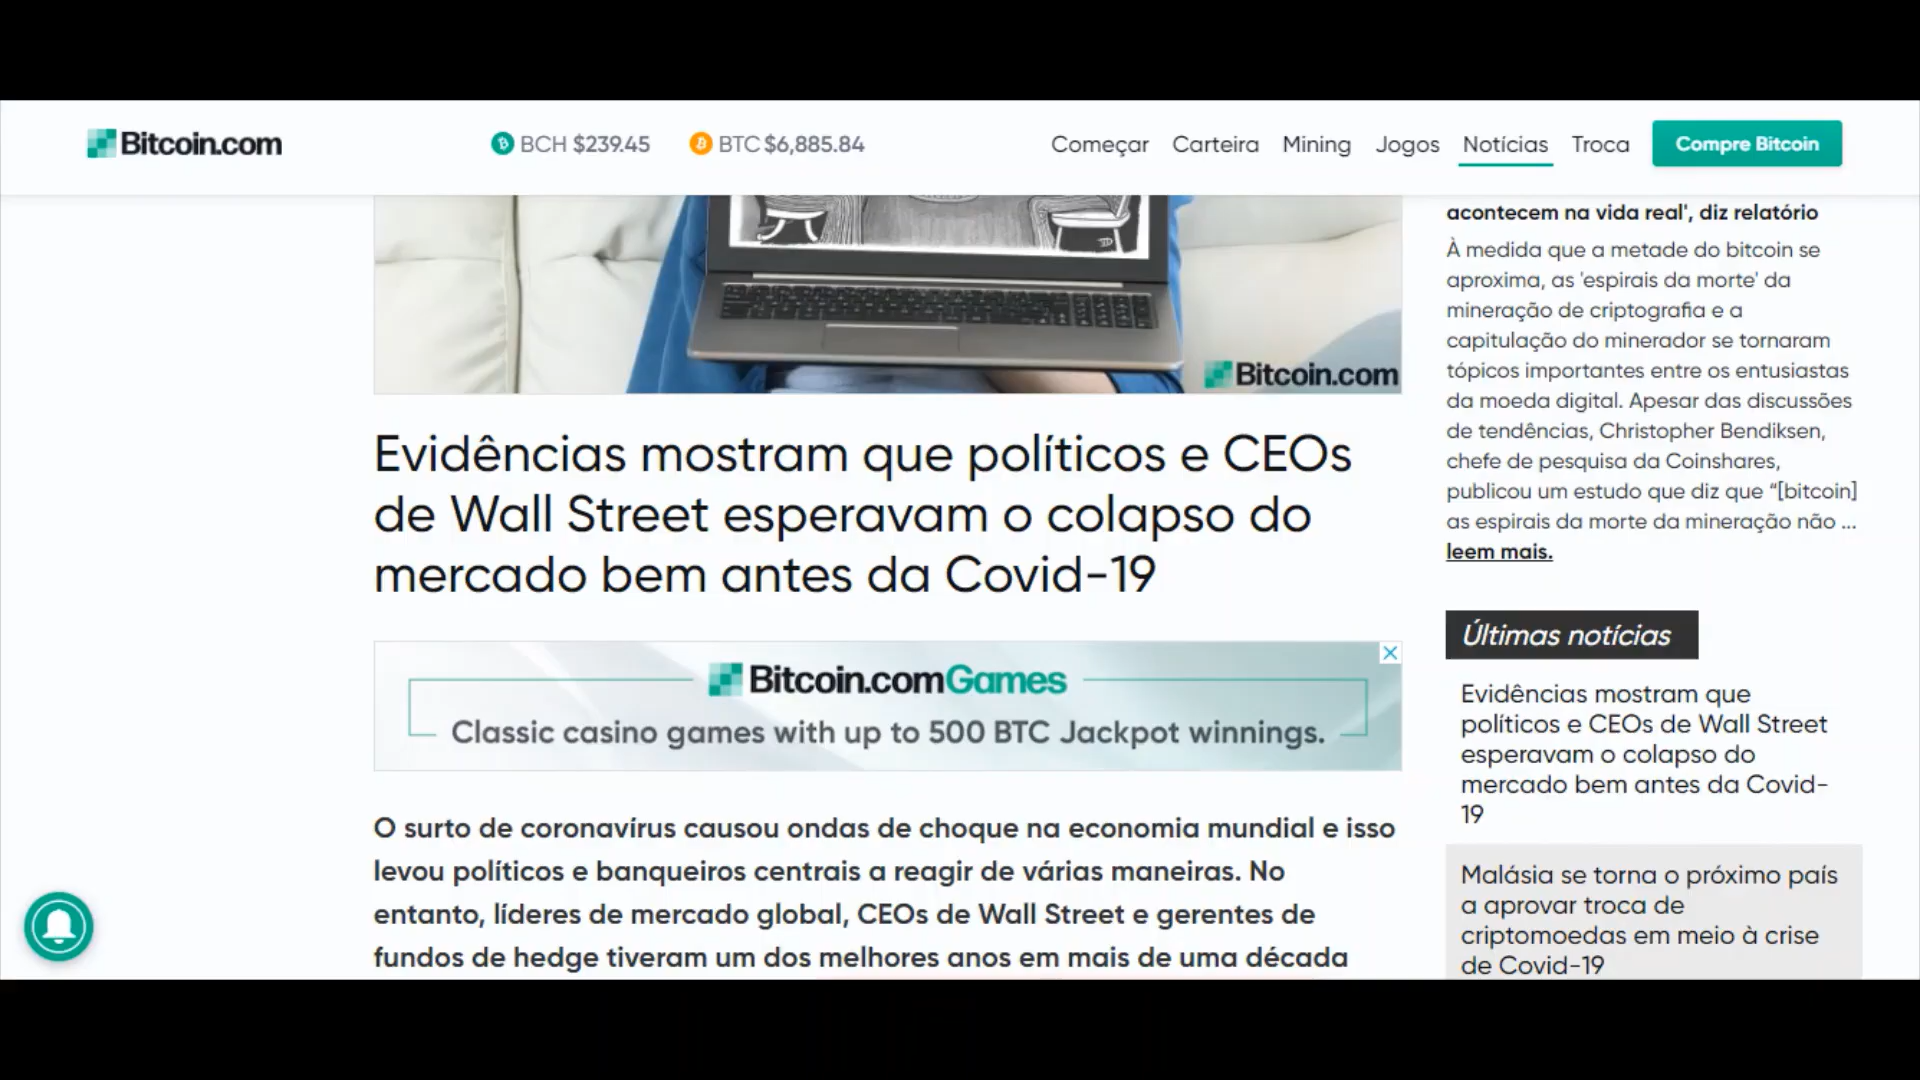 Bitcoin.com
BCH $239.45
BTC $6,885.84
Começar
Carteira
Mining
Jogos
Notícias
Troca
Compre Bitcoin
Bitcoin.com
Evidências mostram que políticos e CEOs
de Wall Street esperavam o colapso do
mercado bem antes da Covid-19
Bitcoin.com Games
Classic casino games with up to 500 BTC Jackpot winnings.
O surto de coronavírus causou ondas de choque na economia mundial e isso
levou políticos e banqueiros centrais a reagir de várias maneiras. No
entanto, líderes de mercado global, CEOs de Wall Street e gerentes de
fundos de hedge tiveram um dos melhores anos em mais de uma década
acontecem na vida real', diz relatório
À medida que a metade do bitcoin se
aproxima, as 'espirais da morte' da
mineração de criptografia e a
capitulação do minerador se tornaram
tópicos importantes entre os entusiastas
da moeda digital. Apesar das discussões
de tendências, Christopher Bendiksen,
chefe de pesquisa da Coinshares,
publicou um estudo que diz que “[bitcoin]
as espirais da morte da mineração não ...
leem mais.
Últimas notícias
Evidências mostram que
políticos e CEOs de Wall Street
esperavam o colapso do
mercado bem antes da Covid-
19
Malásia se torna o próximo país
a aprovar troca de
criptomoedas em meio à crise
de Covid-19